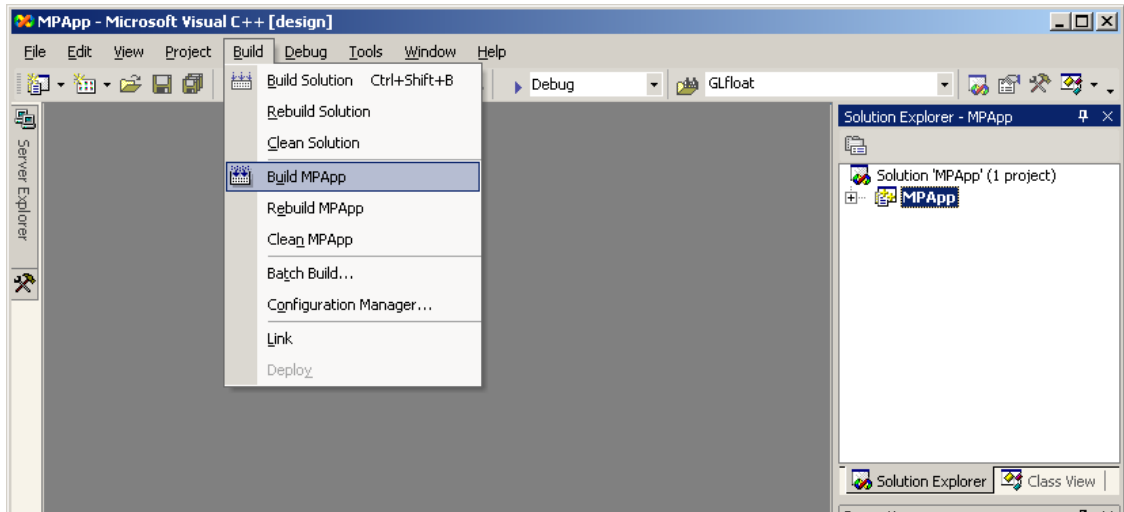 MPApp - Microsoft Visual C++ [design]
File Edit View Project Build Debug Tools Window Help
Debug GLfloat
Build Solution Ctrl+Shift+B
Rebuild Solution
Clean Solution
Build MPApp
Rebuild MPApp
Clean MPApp
Batch Build...
Configuration Manager...
Link
Deploy
Server Explorer
Solution Explorer - MPApp
Solution 'MPApp' (1 project)
MPApp
Solution Explorer Class View